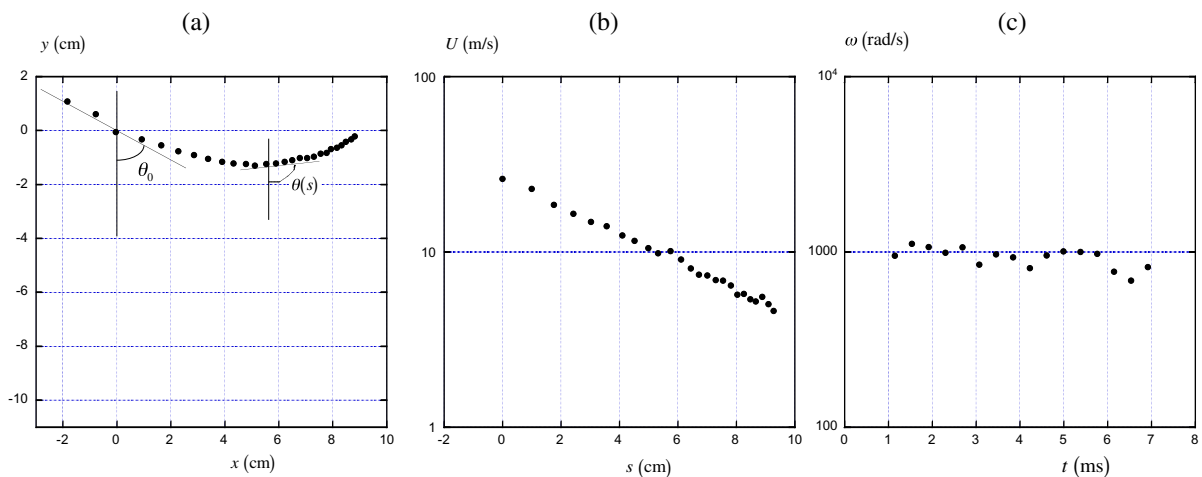 (a)
y (cm)
2
0
-2
-4
-6
-8
-10
θ0
θ(s)
-2 0 2 4 6 8 10
x (cm)
(b)
U (m/s)
100
10
1
-2 0 2 4 6 8 10
s (cm)
(c)
ω (rad/s)
10⁴
1000
100
0 1 2 3 4 5 6 7 8
t (ms)